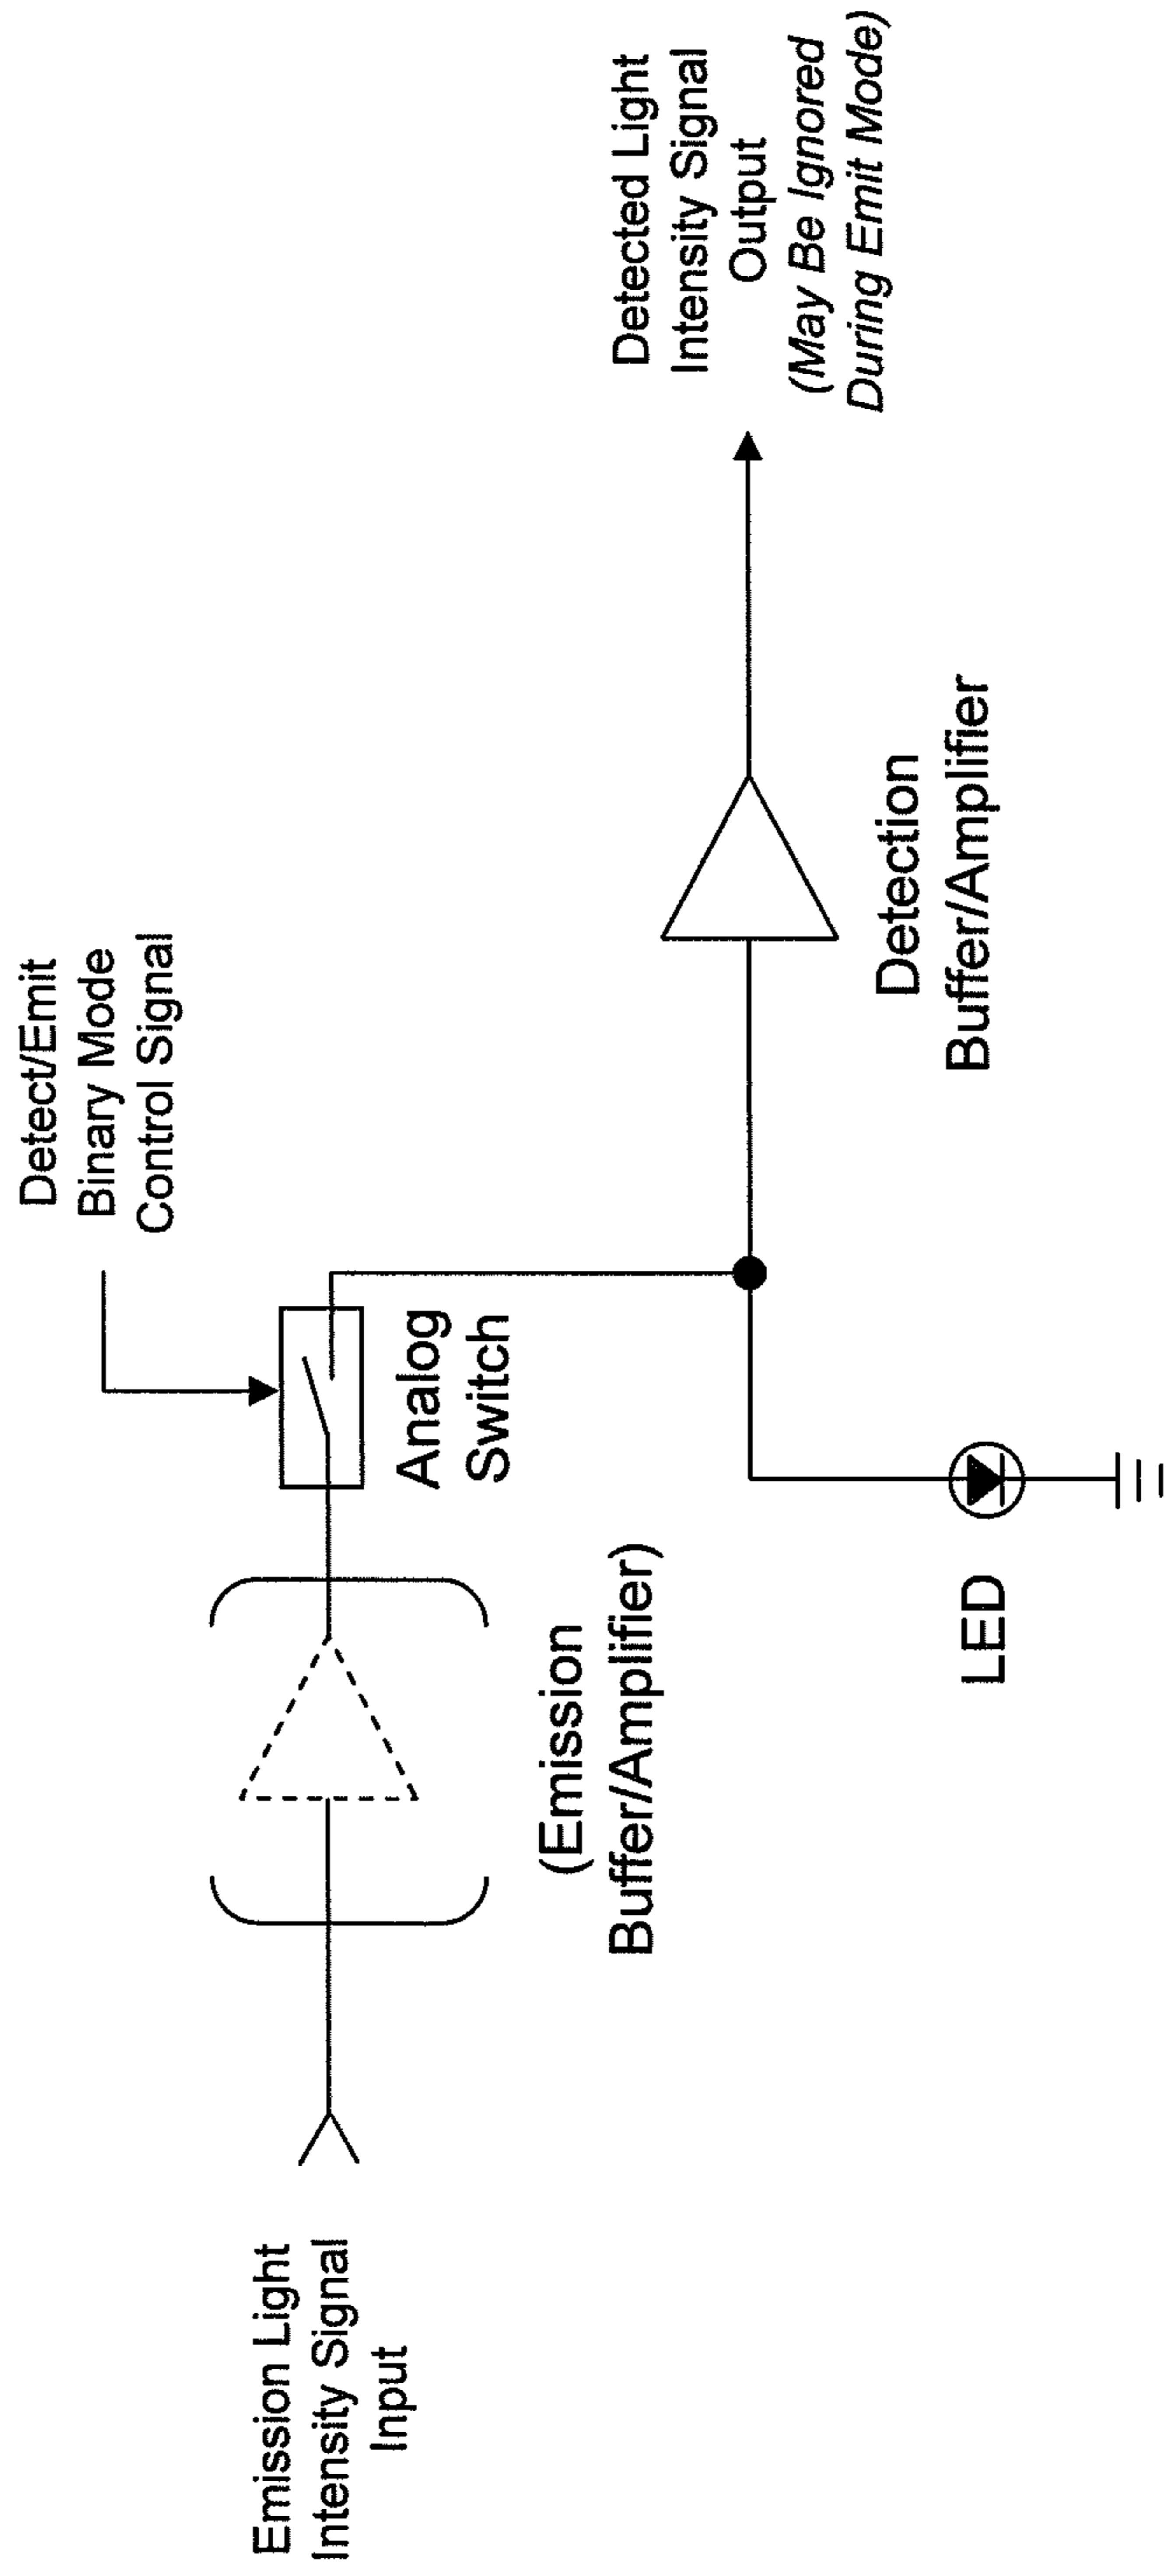 Detect/Emit
Binary Mode
Control Signal
Emission Light
Intensity Signal
Input
(Emission
Buffer/Amplifier)
Analog
Switch
LED
Detection
Buffer/Amplifier
Detected Light
Intensity Signal
Output
(May Be Ignored
During Emit Mode)